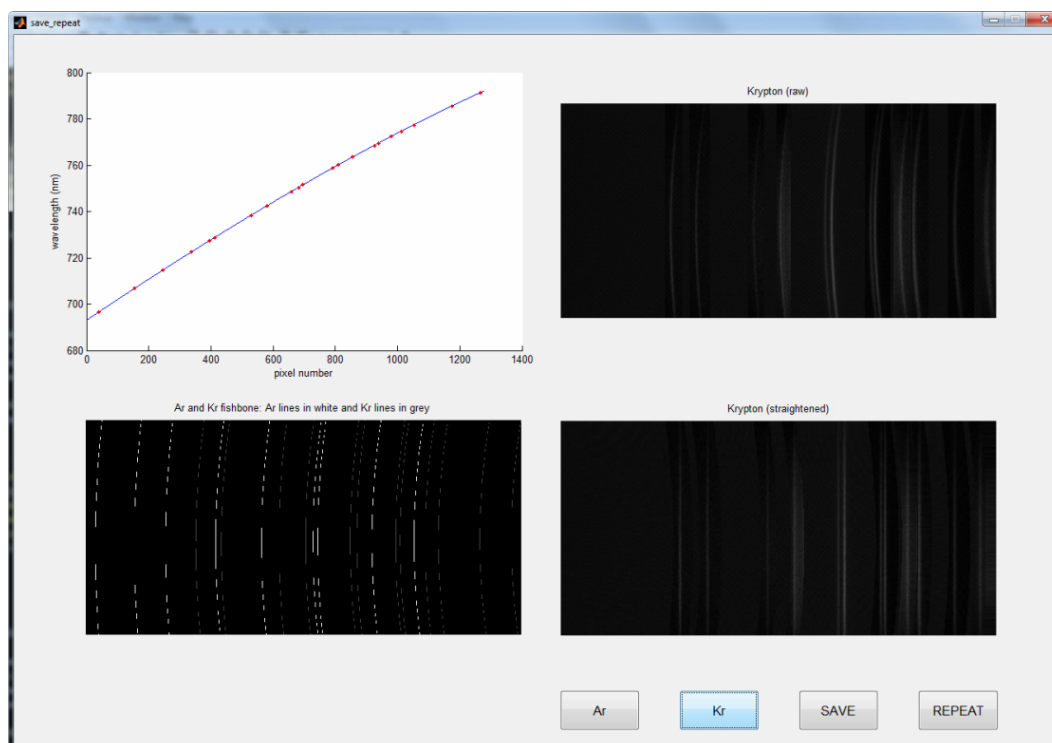 save_repeat
800
780
760
740
720
700
680
wavelength (nm)
0
200
400
600
800
1000
1200
1400
pixel number
Krypton (raw)
Ar and Kr fishbone: Ar lines in white and Kr lines in grey
Krypton (straightened)
Ar
Kr
SAVE
REPEAT